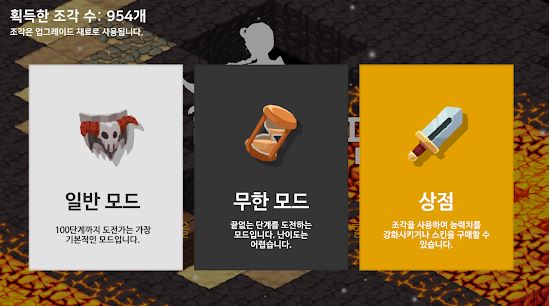 획득한 조각 수: 954개
조각은 업그레이드 재료로 사용됩니다.
일반 모드
100단계까지 도전가는 가장
기본적인 모드입니다.
무한 모드
끝없는 단계를 도전하는
모드입니다. 난이도는
어렵습니다.
상점
조각을 사용하여 능력치를
강화시키거나 스킨을 구매할 수
있습니다.